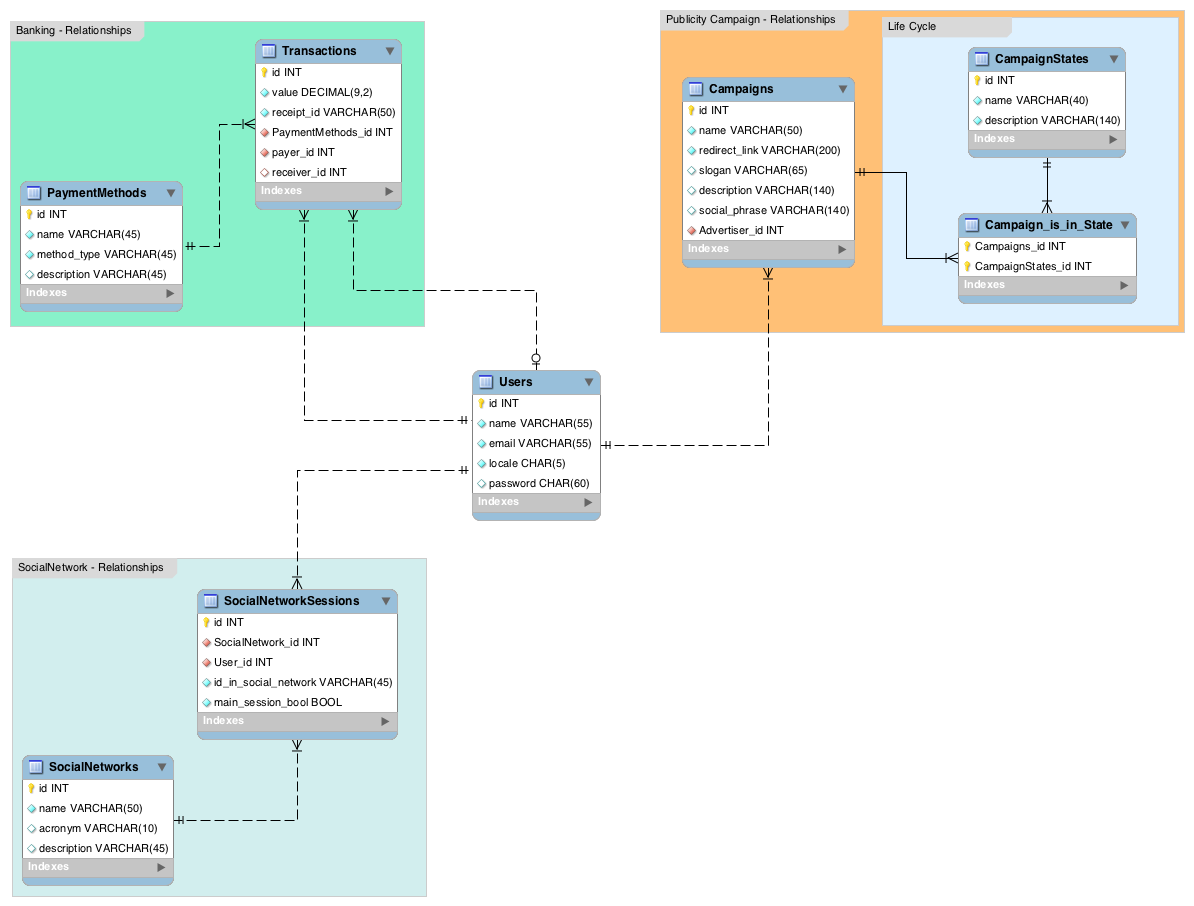 Banking - Relationships
Transactions
id INT
value DECIMAL(9,2)
receipt_id VARCHAR(50)
PaymentMethods_id INT
payer_id INT
receiver_id INT
Indexes
PaymentMethods
id INT
name VARCHAR(45)
method_type VARCHAR(45)
description VARCHAR(45)
Indexes
Publicity Campaign - Relationships
Campaigns
id INT
name VARCHAR(50)
redirect_link VARCHAR(200)
slogan VARCHAR(65)
description VARCHAR(140)
social_phrase VARCHAR(140)
Advertiser_id INT
Indexes
Life Cycle
CampaignStates
id INT
name VARCHAR(40)
description VARCHAR(140)
Indexes
Campaign_is_in_State
Campaigns_id INT
CampaignStates_id INT
Indexes
Users
id INT
name VARCHAR(55)
email VARCHAR(55)
locale CHAR(5)
password CHAR(60)
Indexes
SocialNetwork - Relationships
SocialNetworkSessions
id INT
SocialNetwork_id INT
User_id INT
id_in_social_network VARCHAR(45)
main_session_bool BOOL
Indexes
SocialNetworks
id INT
name VARCHAR(50)
acronym VARCHAR(10)
description VARCHAR(45)
Indexes